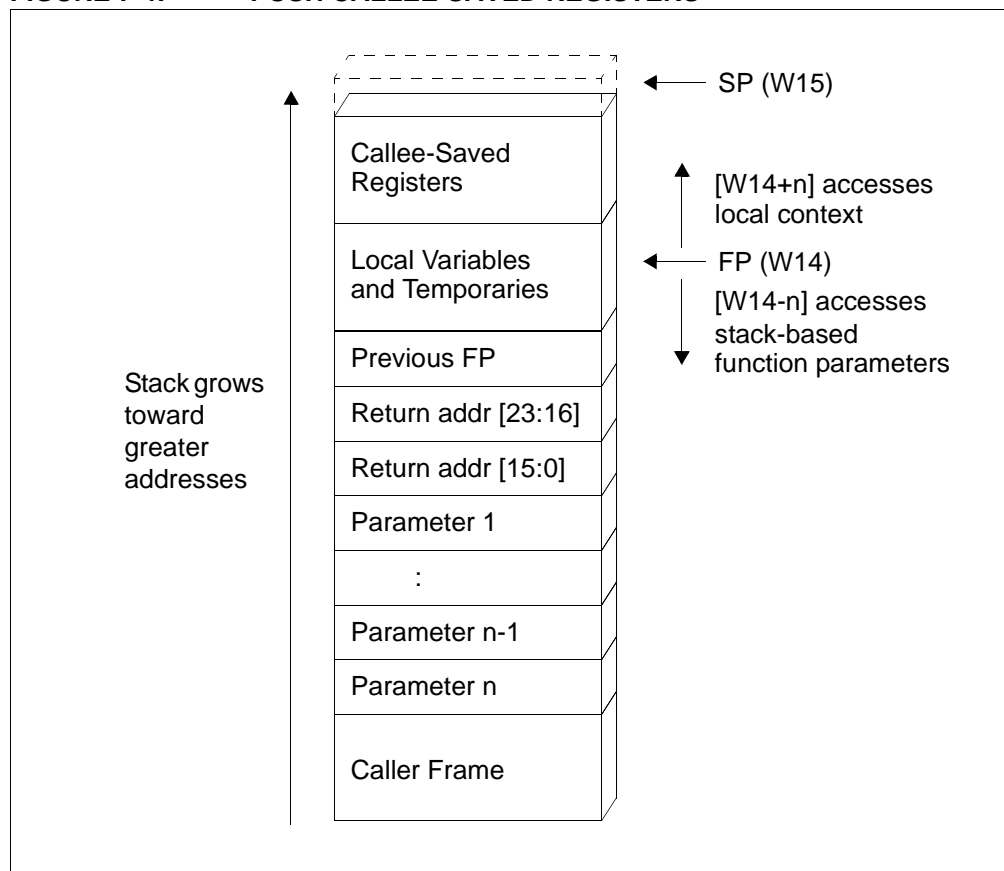 SP (W15)
Callee-Saved
Registers
[W14+n] accesses
local context
Local Variables
and Temporaries
FP (W14)
[W14-n] accesses
stack-based
function parameters
Previous FP
Stack grows
toward
greater
addresses
Return addr [23:16]
Return addr [15:0]
Parameter 1
:
Parameter n-1
Parameter n
Caller Frame